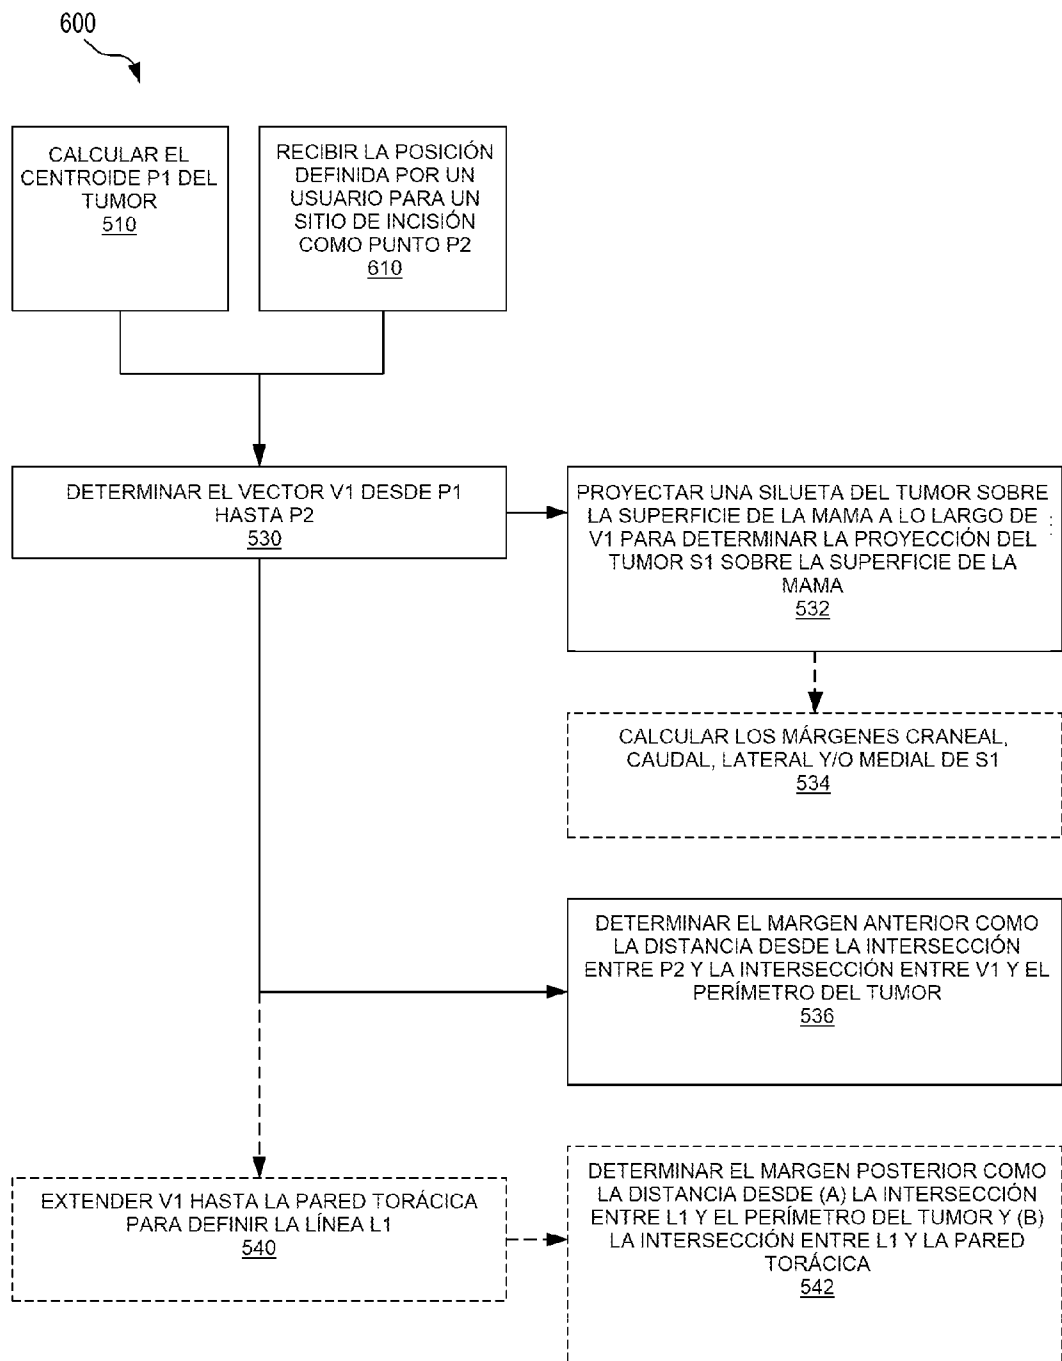 600
CALCULAR EL
CENTROIDE P1 DEL
TUMOR
510
RECIBIR LA POSICIÓN
DEFINIDA POR UN
USUARIO PARA UN
SITIO DE INCISIÓN
COMO PUNTO P2
610
DETERMINAR EL VECTOR V1 DESDE P1
HASTA P2
530
PROYECTAR UNA SILUETA DEL TUMOR SOBRE
LA SUPERFICIE DE LA MAMA A LO LARGO DE
V1 PARA DETERMINAR LA PROYECCIÓN DEL
TUMOR S1 SOBRE LA SUPERFICIE DE LA
MAMA
532
CALCULAR LOS MÁRGENES CRANEAL,
CAUDAL, LATERAL Y/O MEDIAL DE S1
534
DETERMINAR EL MARGEN ANTERIOR COMO
LA DISTANCIA DESDE LA INTERSECCIÓN
ENTRE P2 Y LA INTERSECCIÓN ENTRE V1 Y EL
PERÍMETRO DEL TUMOR
536
EXTENDER V1 HASTA LA PARED TORÁCICA
PARA DEFINIR LA LÍNEA L1
540
DETERMINAR EL MARGEN POSTERIOR COMO
LA DISTANCIA DESDE (A) LA INTERSECCIÓN
ENTRE L1 Y EL PERÍMETRO DEL TUMOR Y (B)
LA INTERSECCIÓN ENTRE L1 Y LA PARED
TORÁCICA
542